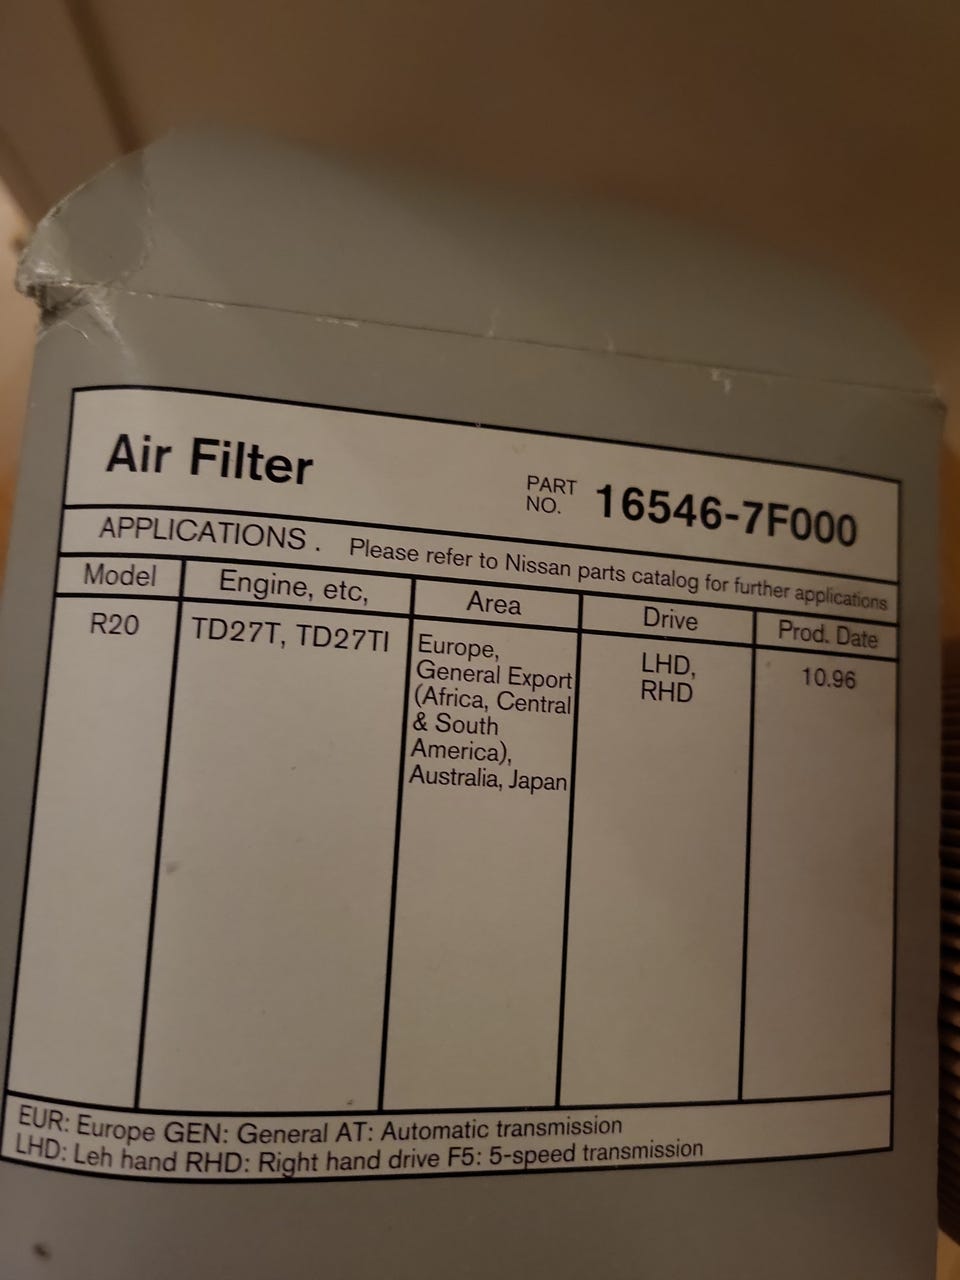 Air Filter
PART NO. 16546-7F000
APPLICATIONS . Please refer to Nissan parts catalog for further applications
Model Engine, etc, Area Drive Prod. Date
R20 TD27T, TD27TI Europe, LHD, 10.96
General Export RHD
(Africa, Central
& South
America),
Australia, Japan
EUR: Europe GEN: General AT: Automatic transmission
LHD: Leh hand RHD: Right hand drive F5: 5-speed transmission